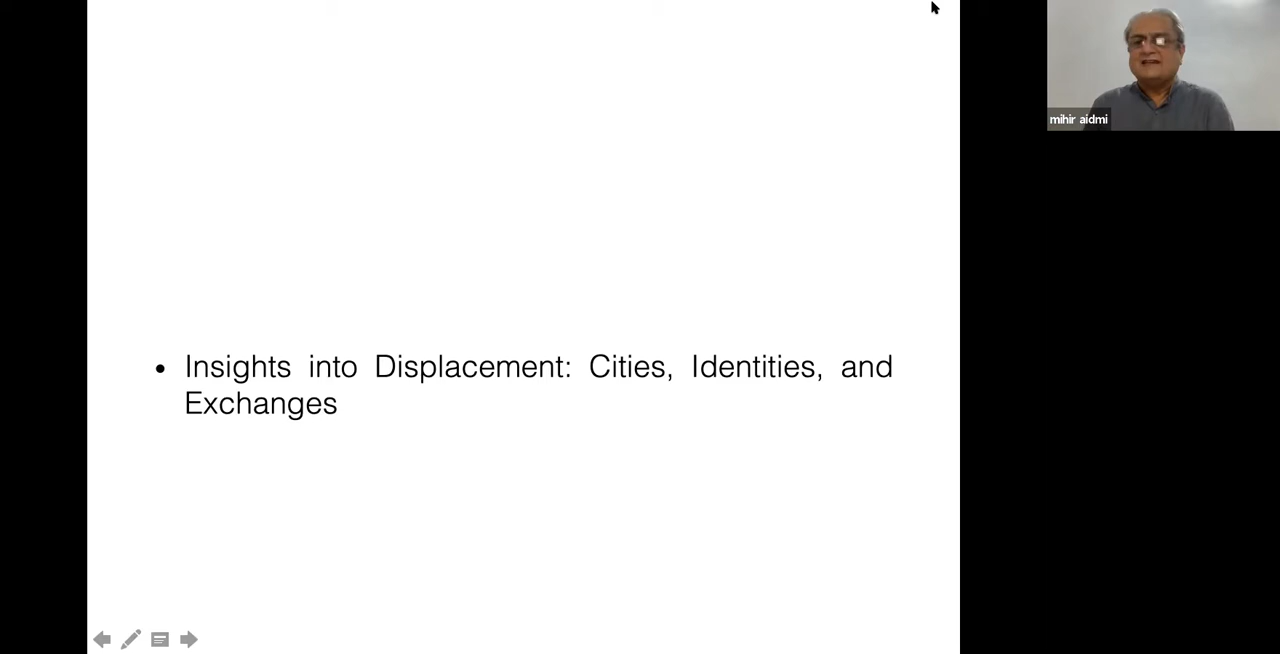 • Insights into Displacement: Cities, Identities, and
Exchanges
mihir aidmi